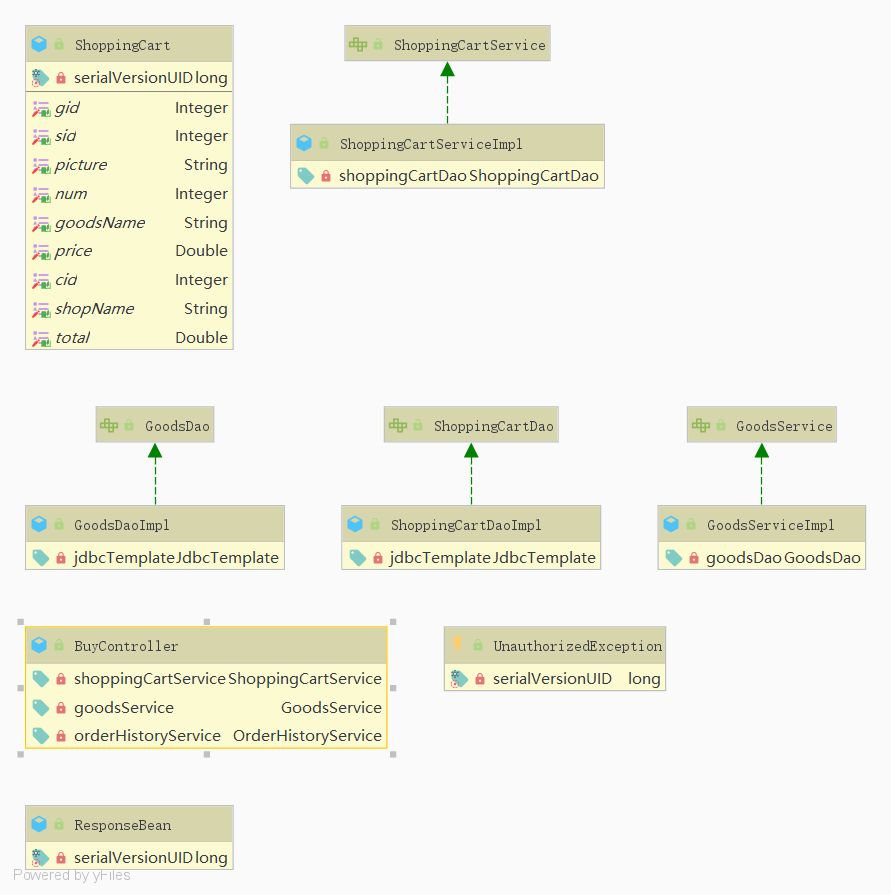 ShoppingCart
serialVersionUID long
gid Integer
sid Integer
picture String
num Integer
goodsName String
price Double
cid Integer
shopName String
total Double
ShoppingCartService
ShoppingCartServiceImpl
shoppingCartDao ShoppingCartDao
GoodsDao
GoodsDaoImpl
jdbcTemplate JdbcTemplate
ShoppingCartDao
ShoppingCartDaoImpl
jdbcTemplate JdbcTemplate
GoodsService
GoodsServiceImpl
goodsDao GoodsDao
BuyController
shoppingCartService ShoppingCartService
goodsService GoodsService
orderHistoryService OrderHistoryService
UnauthorizedException
serialVersionUID long
ResponseBean
serialVersionUID long
Powered by yFiles